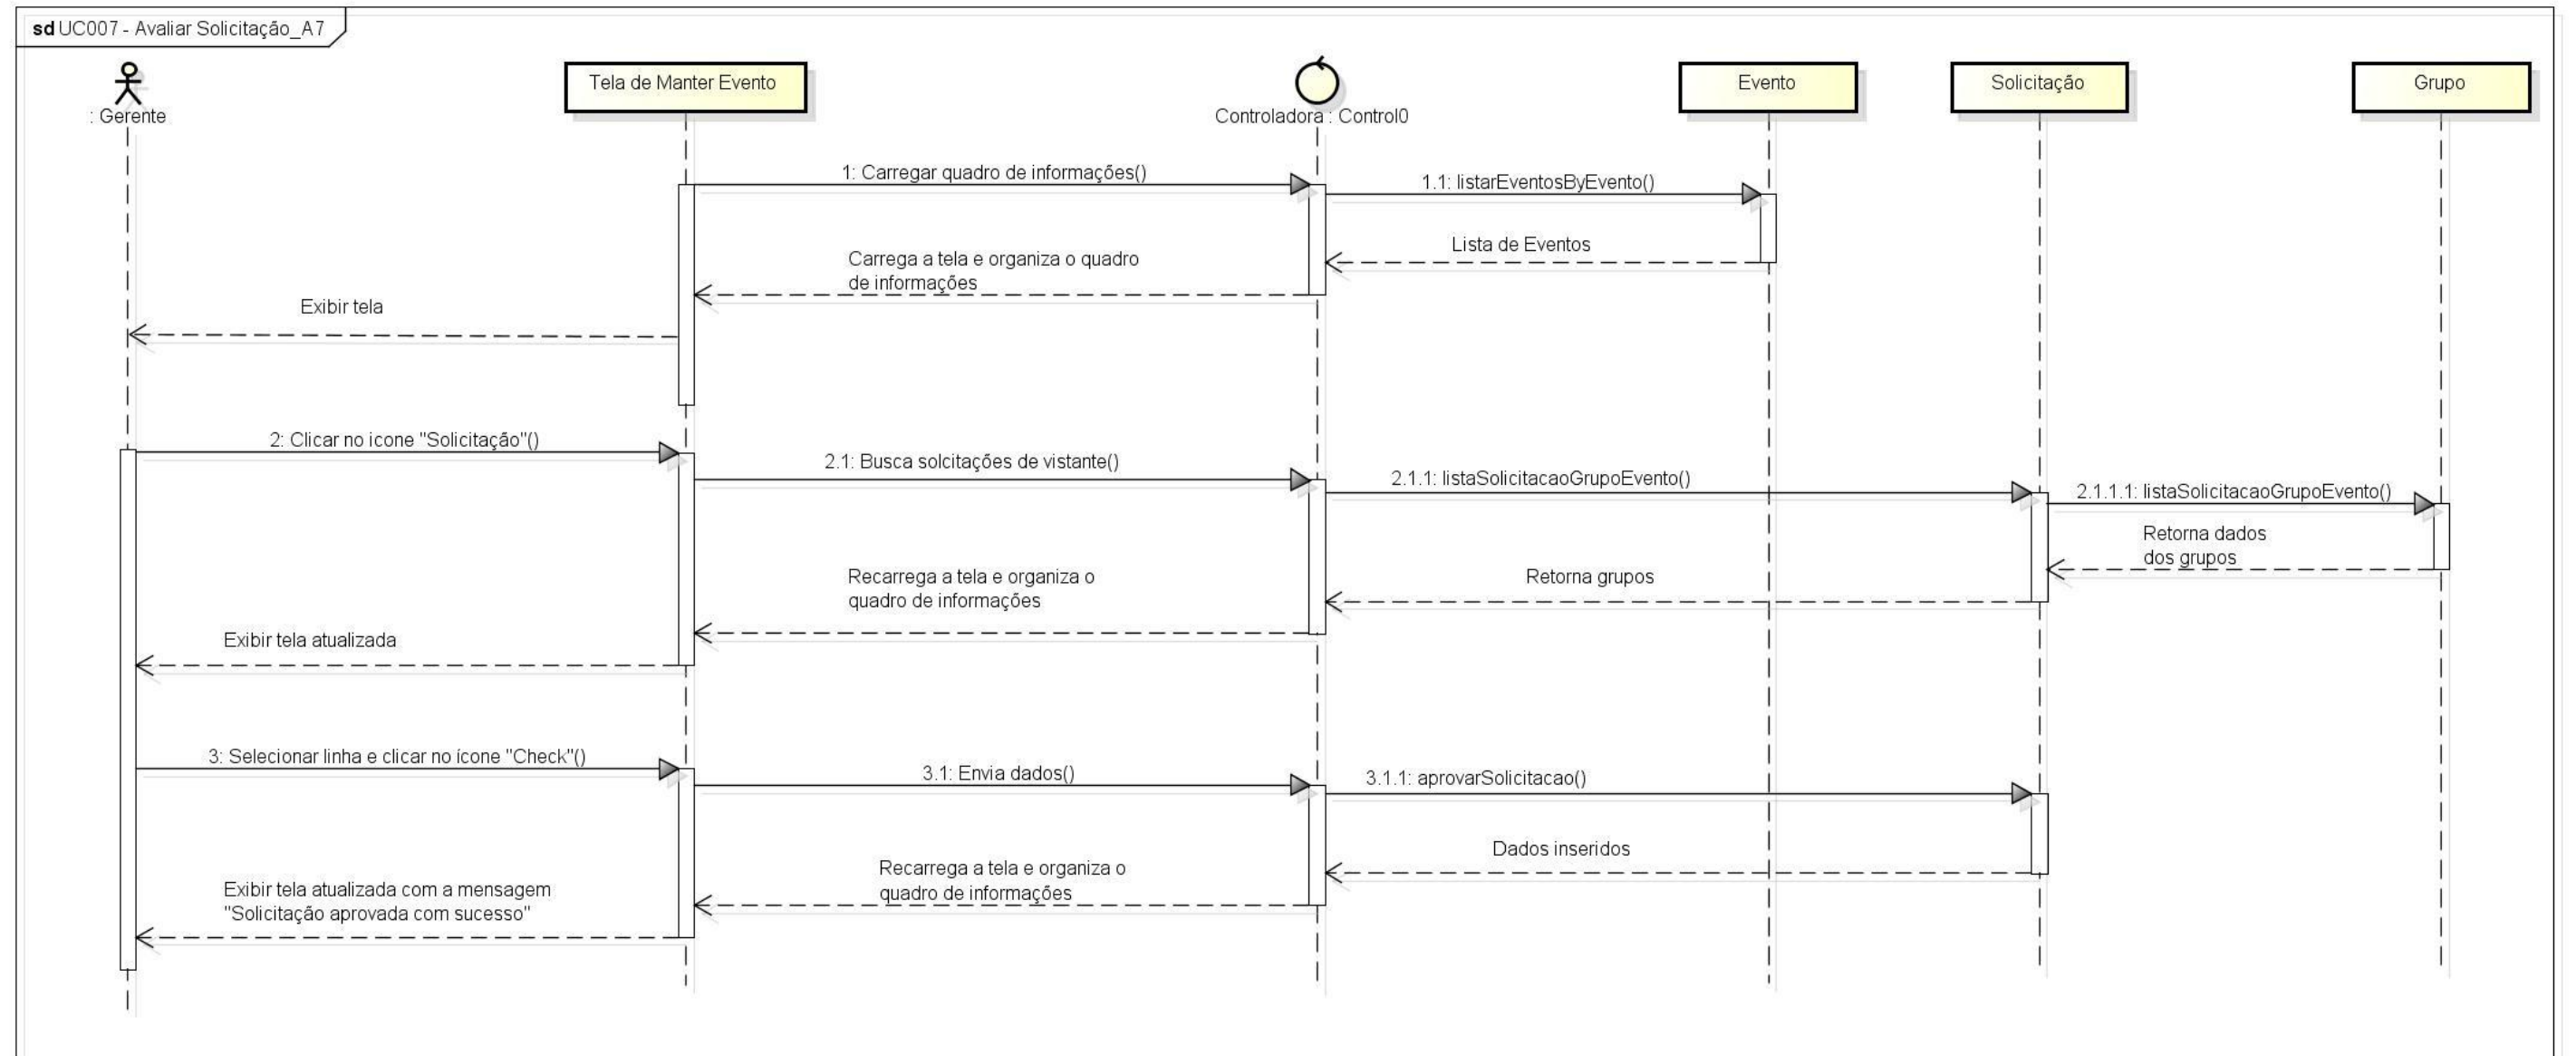 sd UC007 - Avaliar Solicitação_A7
: Gerente
Tela de Manter Evento
Controladora : Control0
Evento
Solicitação
Grupo
1: Carregar quadro de informações()
1.1: listarEventosByEvento()
Lista de Eventos
Carrega a tela e organiza o quadro
de informações
Exibir tela
2: Clicar no icone "Solicitação"()
2.1: Busca solcitações de vistante()
2.1.1: listaSolicitacaoGrupoEvento()
2.1.1.1: listaSolicitacaoGrupoEvento()
Retorna dados
dos grupos
Retorna grupos
Recarrega a tela e organiza o
quadro de informações
Exibir tela atualizada
3: Selecionar linha e clicar no ícone "Check"()
3.1: Envia dados()
3.1.1: aprovarSolicitacao()
Dados inseridos
Recarrega a tela e organiza o
quadro de informações
Exibir tela atualizada com a mensagem
"Solicitação aprovada com sucesso"